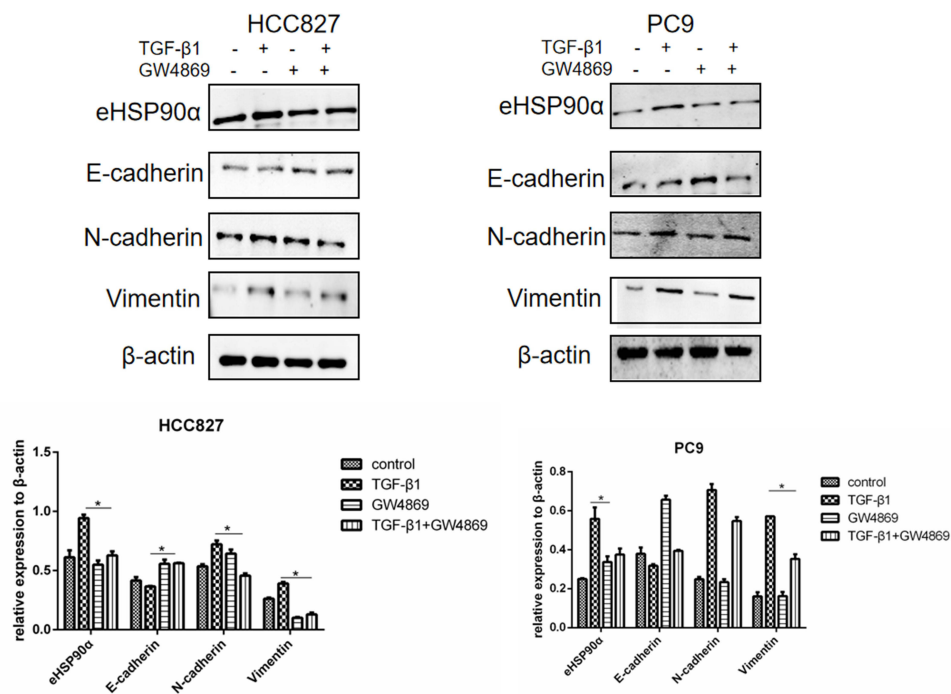 HCC827
TGF-β1 - + +
GW4869 - - + +
eHSP90α
E-cadherin
N-cadherin
Vimentin
β-actin
PC9
TGF-β1 - + - +
GW4869 - - + +
eHSP90α
E-cadherin
N-cadherin
Vimentin
β-actin
HCC827
relative expression to β-actin
1.5
1.0
0.5
0.0
* * * *
eHSP90α E-cadherin N-cadherin Vimentin
control
TGF-β1
GW4869
TGF-β1+GW4869
PC9
relative expression to β-actin
0.8
0.6
0.4
0.2
0.0
* *
eHSP90α E-cadherin N-cadherin Vimentin
control
TGF-β1
GW4869
TGF-β1+GW4869